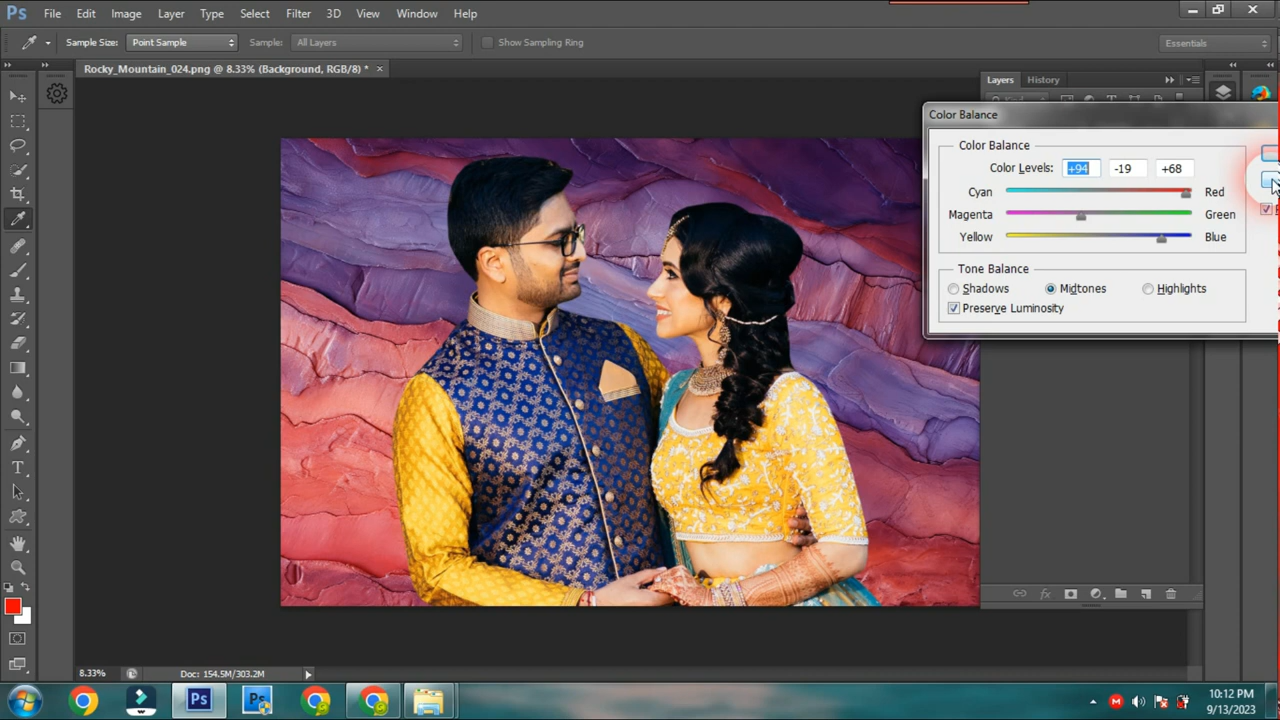 Ps File Edit Image Layer Type Select Filter 3D View Window Help
Sample Size: Point Sample Sample: All Layers Show Sampling Ring Essentials
Rocky_Mountain_024.png @ 8.33% (Background, RGB/8) * ×
Layers History
Color Balance
Color Balance
Color Levels: +94 -19 +68
Cyan Red
Magenta Green
Yellow Blue
Tone Balance
Shadows Midtones Highlights
Preserve Luminosity
T
fx
8.33% Doc: 154.5M/303.2M
Ps Ps
10:12 PM
9/13/2023